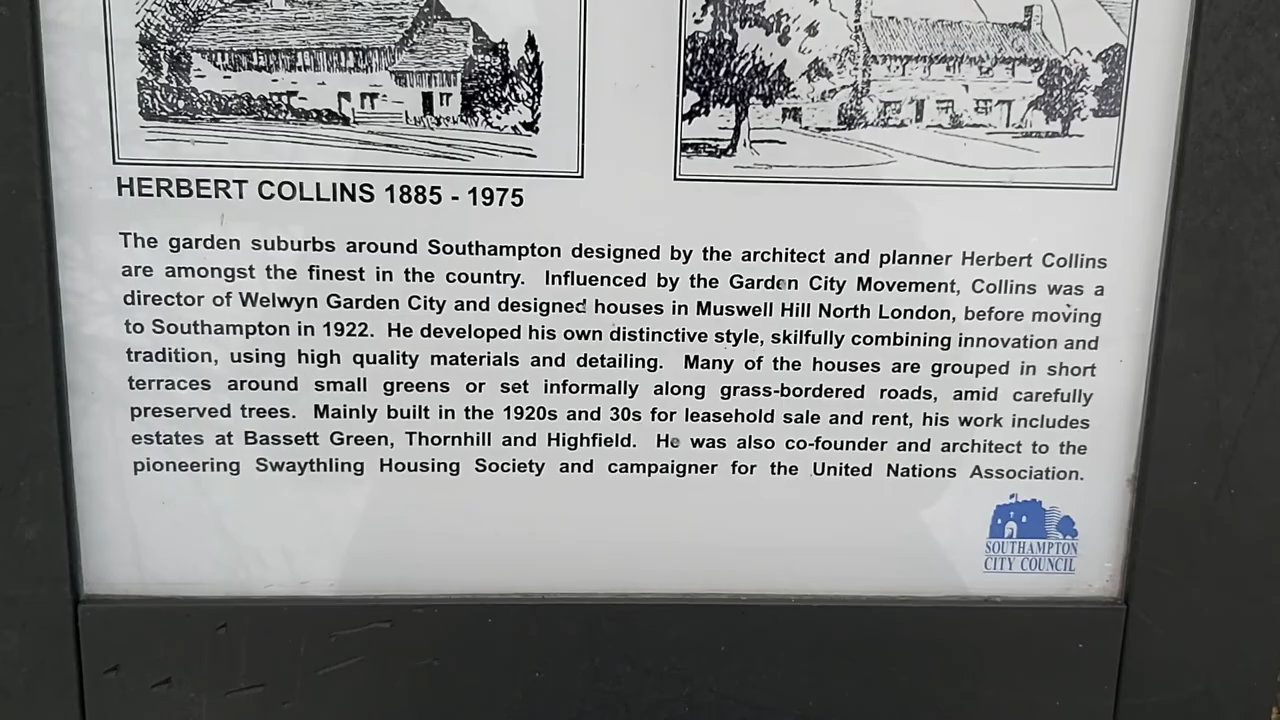 HERBERT COLLINS 1885 - 1975
The garden suburbs around Southampton designed by the architect and planner Herbert Collins
are amongst the finest in the country. Influenced by the Garden City Movement, Collins was a
director of Welwyn Garden City and designed houses in Muswell Hill North London, before moving
to Southampton in 1922. He developed his own distinctive style, skilfully combining innovation and
tradition, using high quality materials and detailing. Many of the houses are grouped in short
terraces around small greens or set informally along grass-bordered roads, amid carefully
preserved trees. Mainly built in the 1920s and 30s for leasehold sale and rent, his work includes
estates at Bassett Green, Thornhill and Highfield. He was also co-founder and architect to the
pioneering Swaythling Housing Society and campaigner for the United Nations Association.
SOUTHAMPTON
CITY COUNCIL